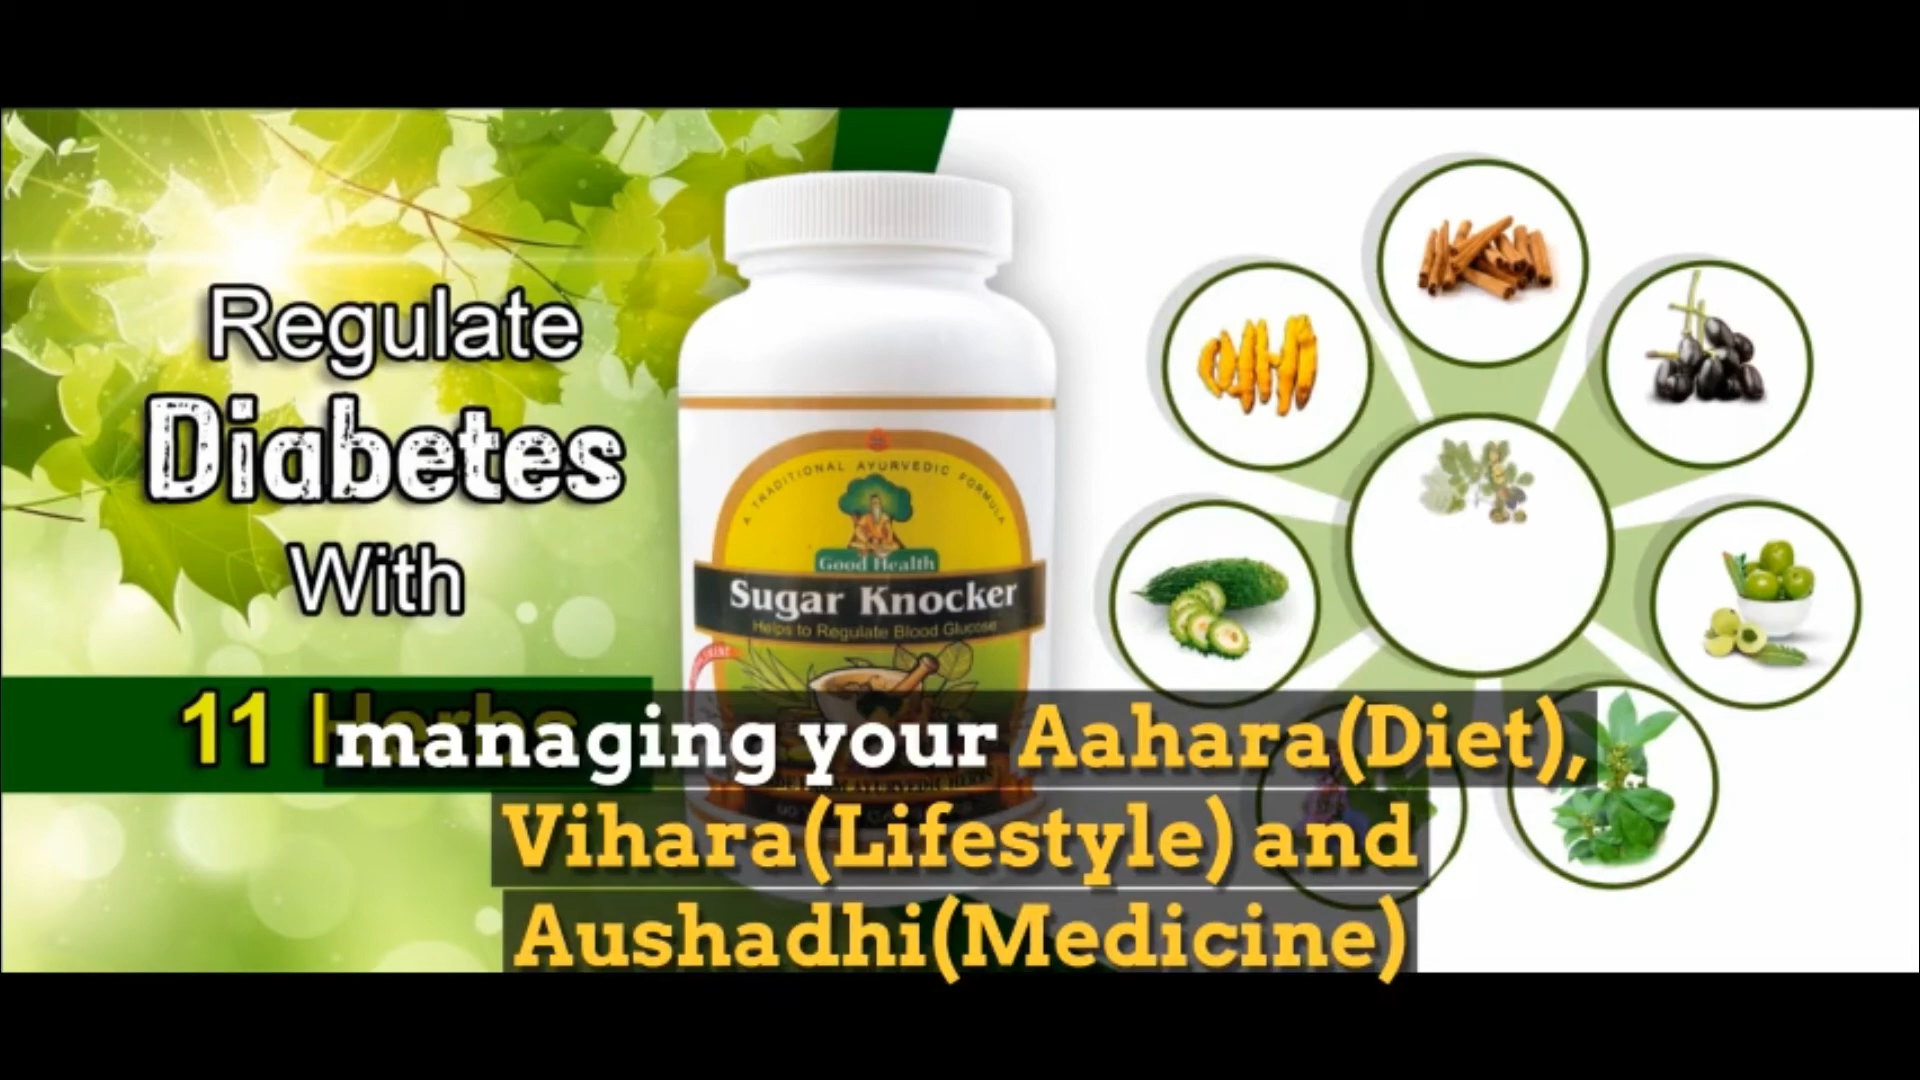 Regulate
Diabetes
With
11 Herbs
A TRADITIONAL AYURVEDIC FORMULA
Good Health
Sugar Knocker
Helps to Regulate Blood Glucose
managing your Aahara(Diet),
Vihara(Lifestyle) and
Aushadhi(Medicine)